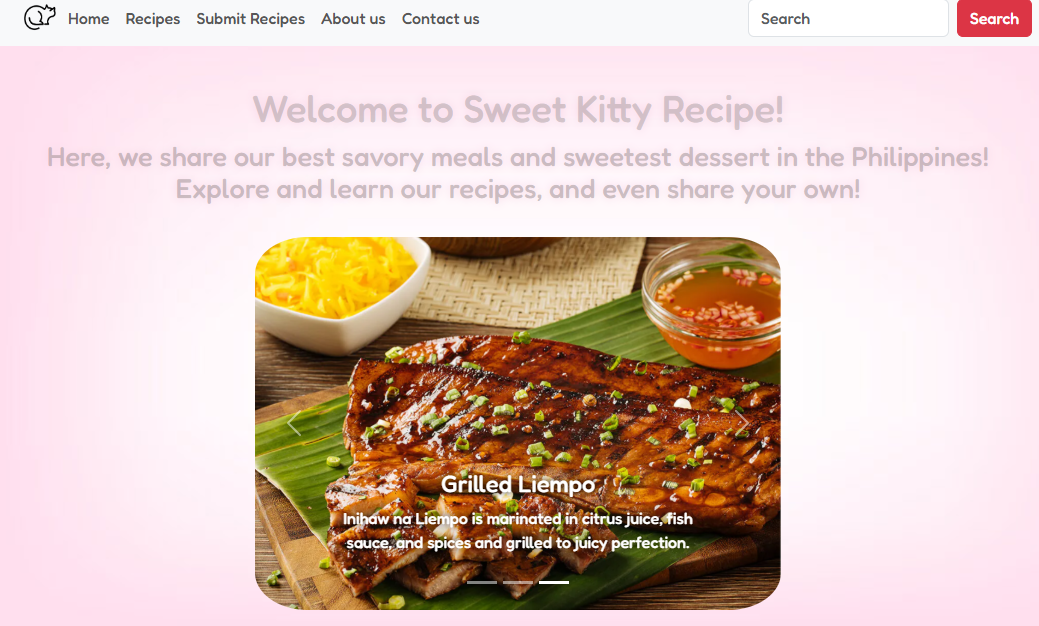 Home Recipes Submit Recipes About us Contact us Search Search
Welcome to Sweet Kitty Recipe!
Here, we share our best savory meals and sweetest dessert in the Philippines!
Explore and learn our recipes, and even share your own!
Grilled Liempo
Inihaw na Liempo is marinated in citrus juice, fish
sauce, and spices and grilled to juicy perfection.